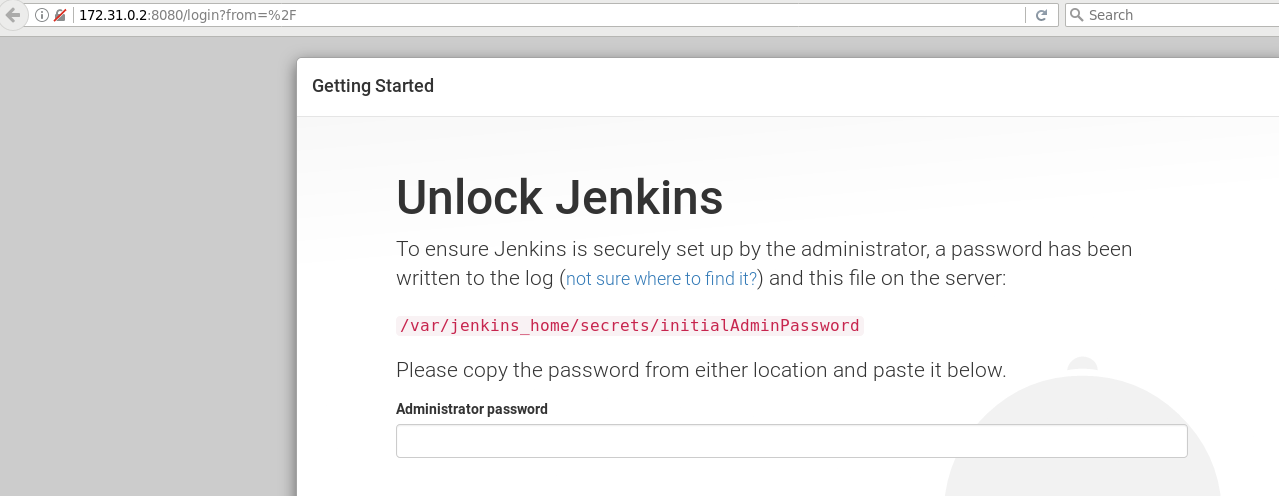 172.31.0.2:8080/login?from=%2F
Search
Getting Started
Unlock Jenkins
To ensure Jenkins is securely set up by the administrator, a password has been
written to the log (not sure where to find it?) and this file on the server:
/var/jenkins_home/secrets/initialAdminPassword
Please copy the password from either location and paste it below.
Administrator password